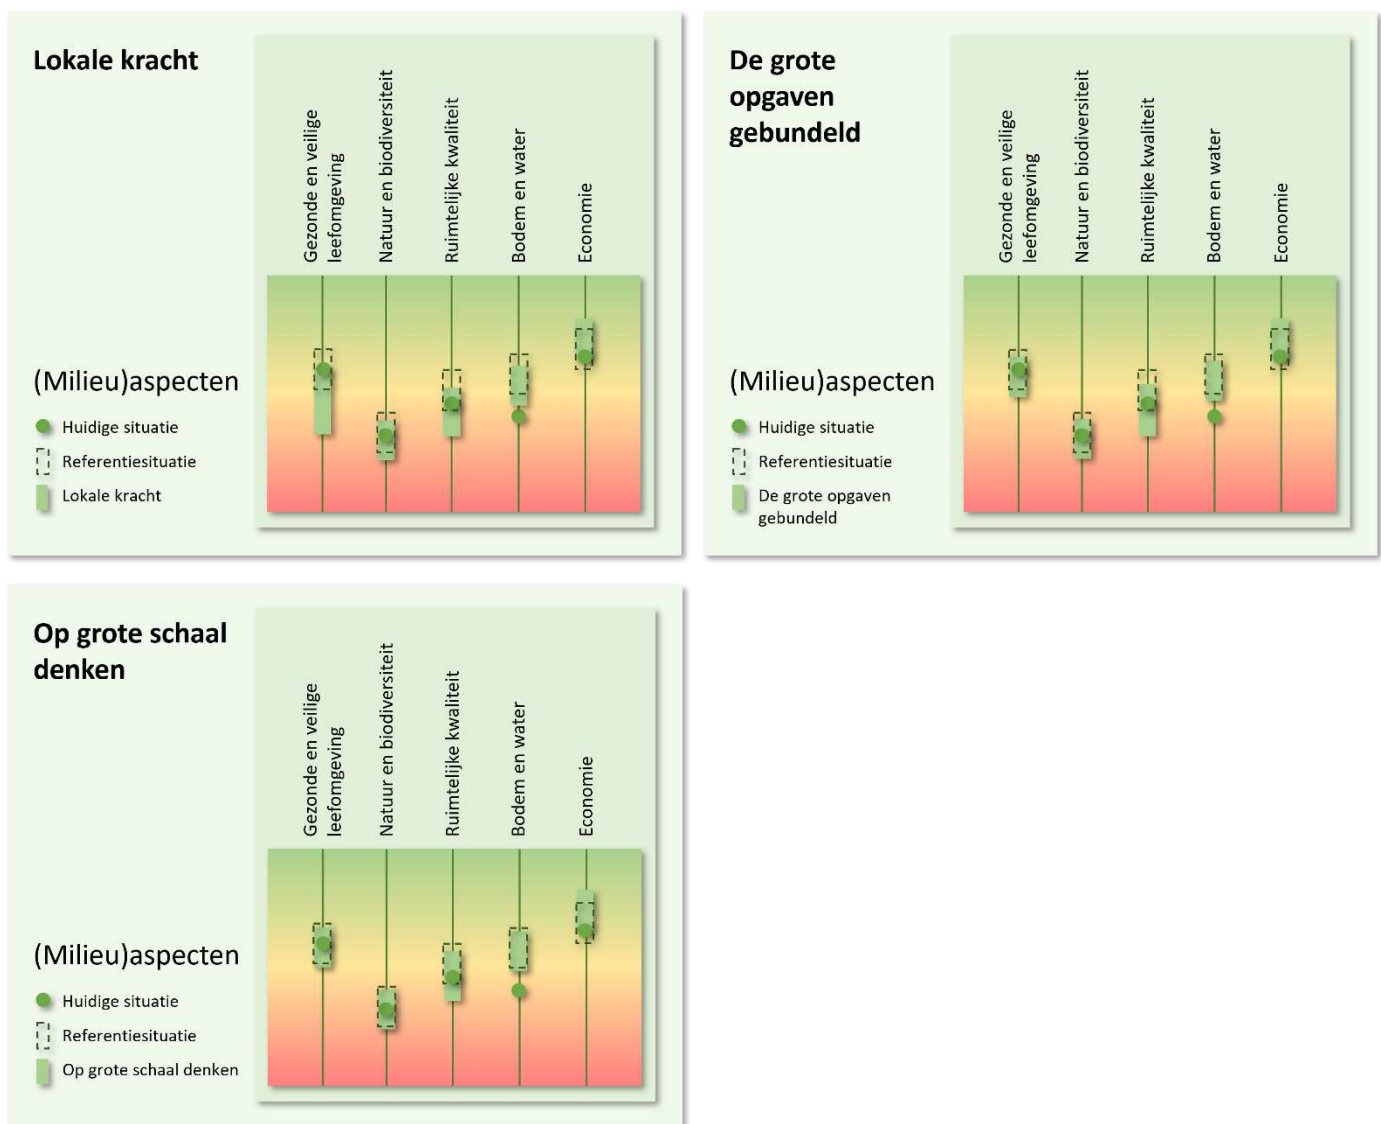 Lokale kracht
Gezonde en veilige
leefomgeving
Natuur en biodiversiteit
Ruimtelijke kwaliteit
Bodem en water
Economie
(Milieu)aspecten
Huidige situatie
Referentiesituatie
Lokale kracht
De grote
opgaven
gebundeld
Gezonde en veilige
leefomgeving
Natuur en biodiversiteit
Ruimtelijke kwaliteit
Bodem en water
Economie
(Milieu)aspecten
Huidige situatie
Referentiesituatie
De grote opgaven
gebundeld
Op grote schaal
denken
Gezonde en veilige
leefomgeving
Natuur en biodiversiteit
Ruimtelijke kwaliteit
Bodem en water
Economie
(Milieu)aspecten
Huidige situatie
Referentiesituatie
Op grote schaal denken